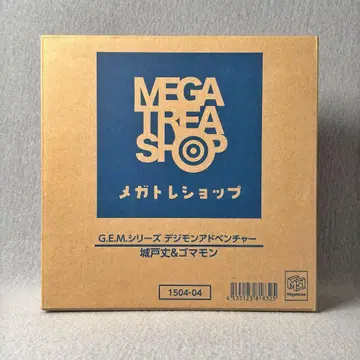 MEGA
TREA
SHOP
メガトレショップ
G.E.M.シリーズ デジモンアドベンチャー
城戸丈&ゴマモン
1504-04